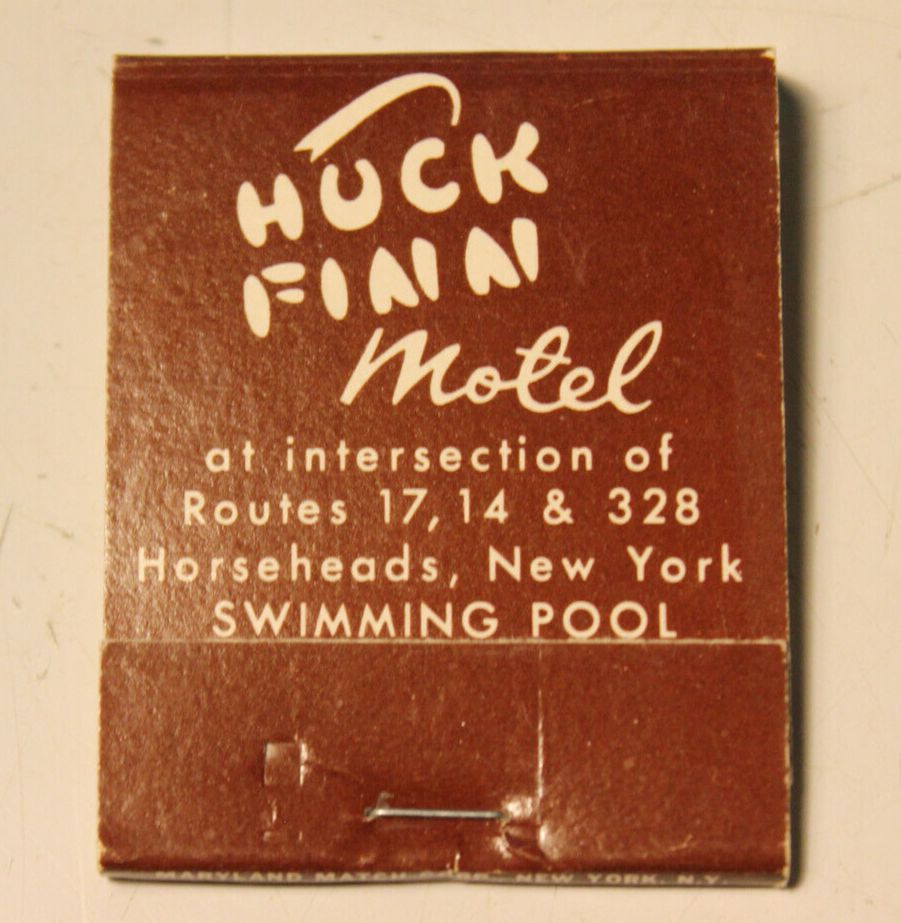 HUCK
FINN
Motel
at intersection of
Routes 17, 14 & 328
Horseheads, New York
SWIMMING POOL
MARYLAND MATCH CORP. NEW YORK, N.Y.